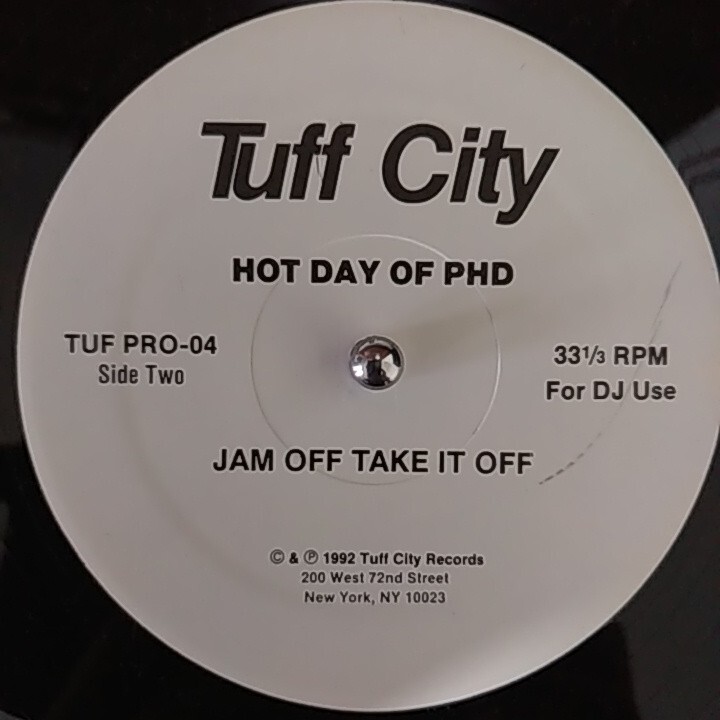 Tuff City
HOT DAY OF PHD
TUF PRO-04
Side Two
33⅓ RPM
For DJ Use
JAM OFF TAKE IT OFF
© & ℗ 1992 Tuff City Records
200 West 72nd Street
New York, NY 10023